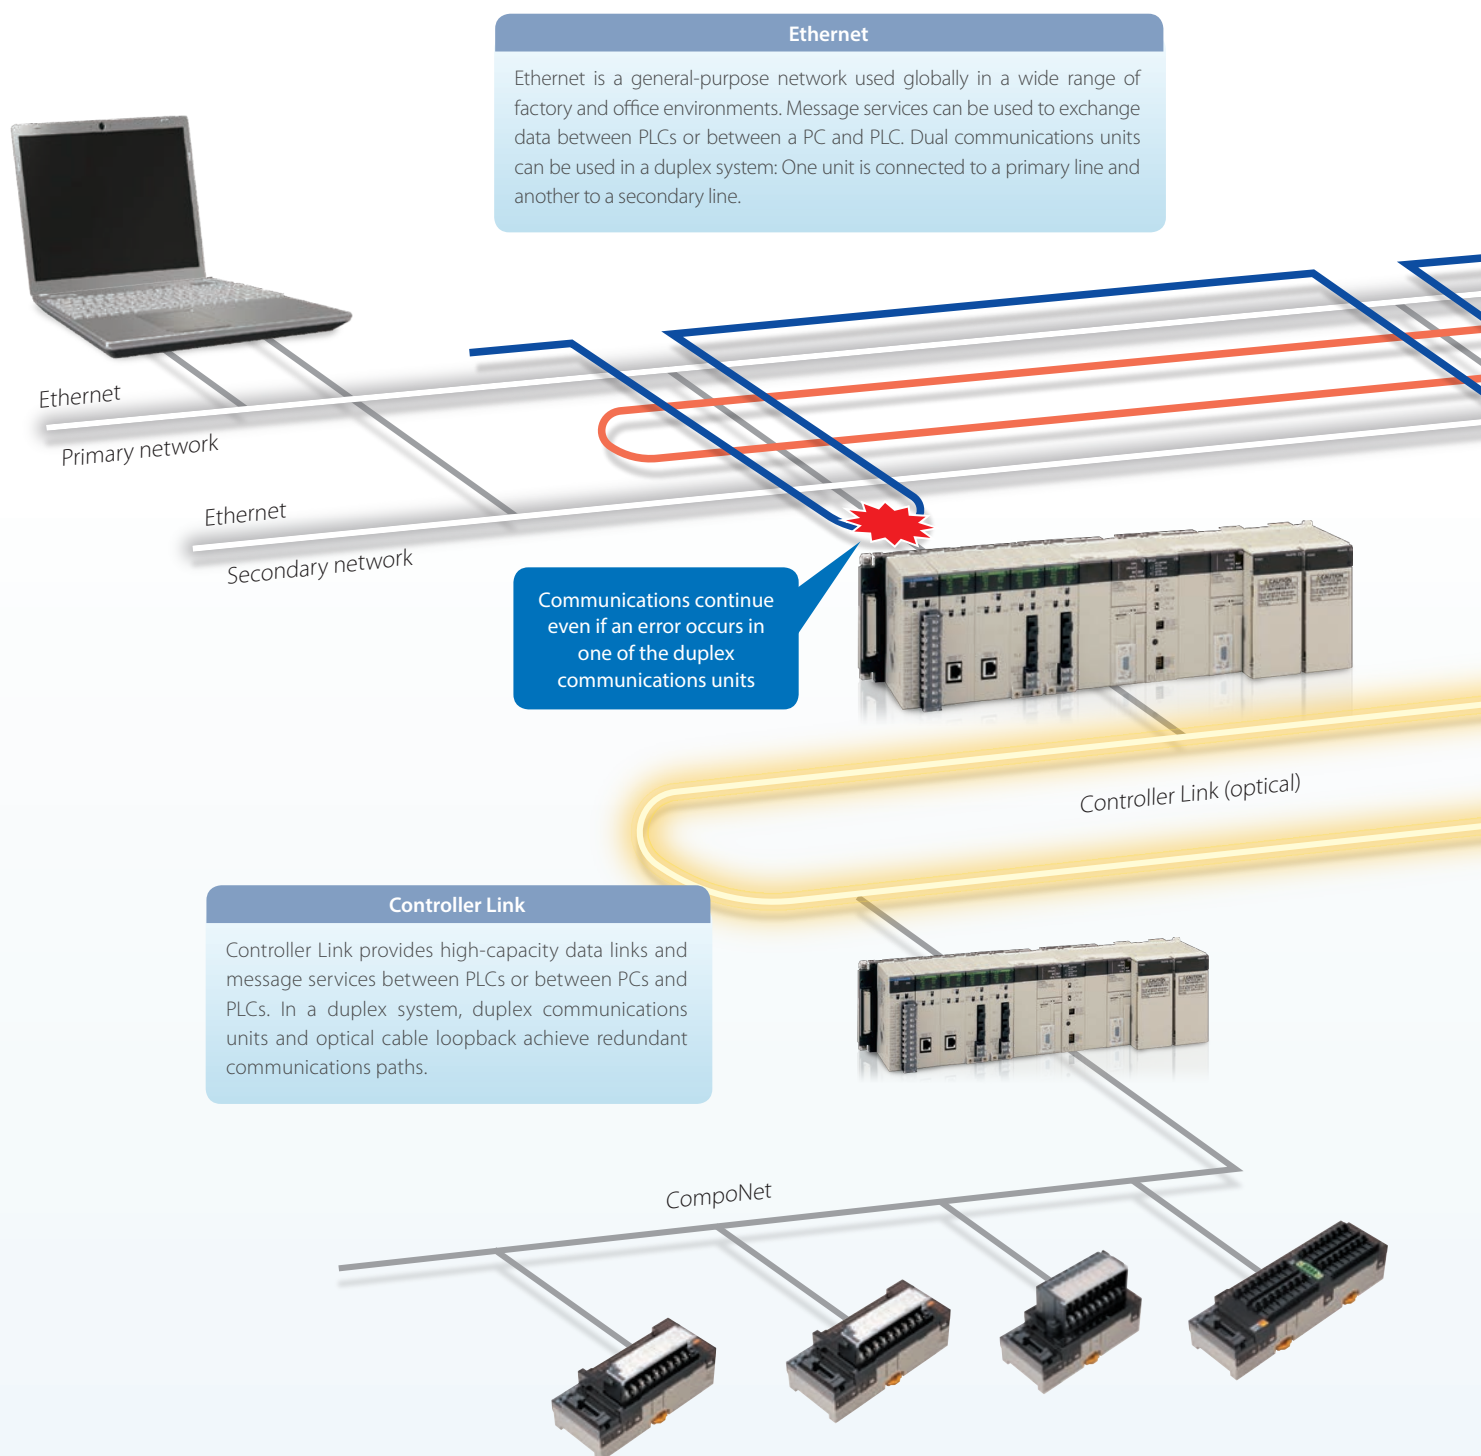 Ethernet
Ethernet is a general-purpose network used globally in a wide range of
factory and office environments. Message services can be used to exchange
data between PLCs or between a PC and PLC. Dual communications units
can be used in a duplex system: One unit is connected to a primary line and
another to a secondary line.
Ethernet
Primary network
Ethernet
Secondary network
Communications continue
even if an error occurs in
one of the duplex
communications units
Controller Link (optical)
Controller Link
Controller Link provides high-capacity data links and
message services between PLCs or between PCs and
PLCs. In a duplex system, duplex communications
units and optical cable loopback achieve redundant
communications paths.
CompoNet
⚠CAUTION
⚠CAUTION